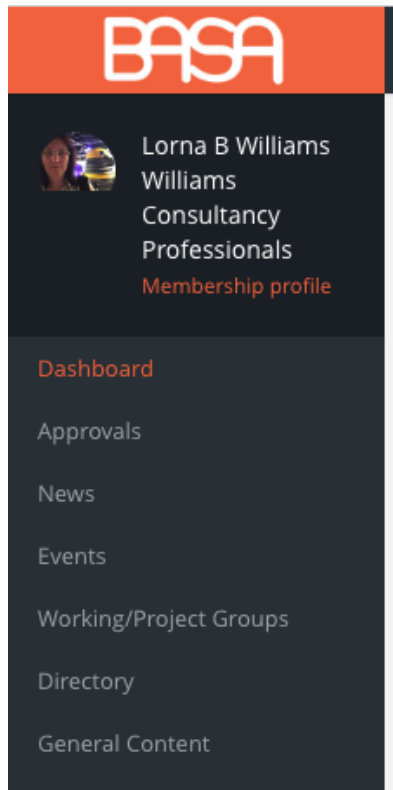 BASA
Lorna B Williams
Williams
Consultancy
Professionals
Membership profile
Dashboard
Approvals
News
Events
Working/Project Groups
Directory
General Content